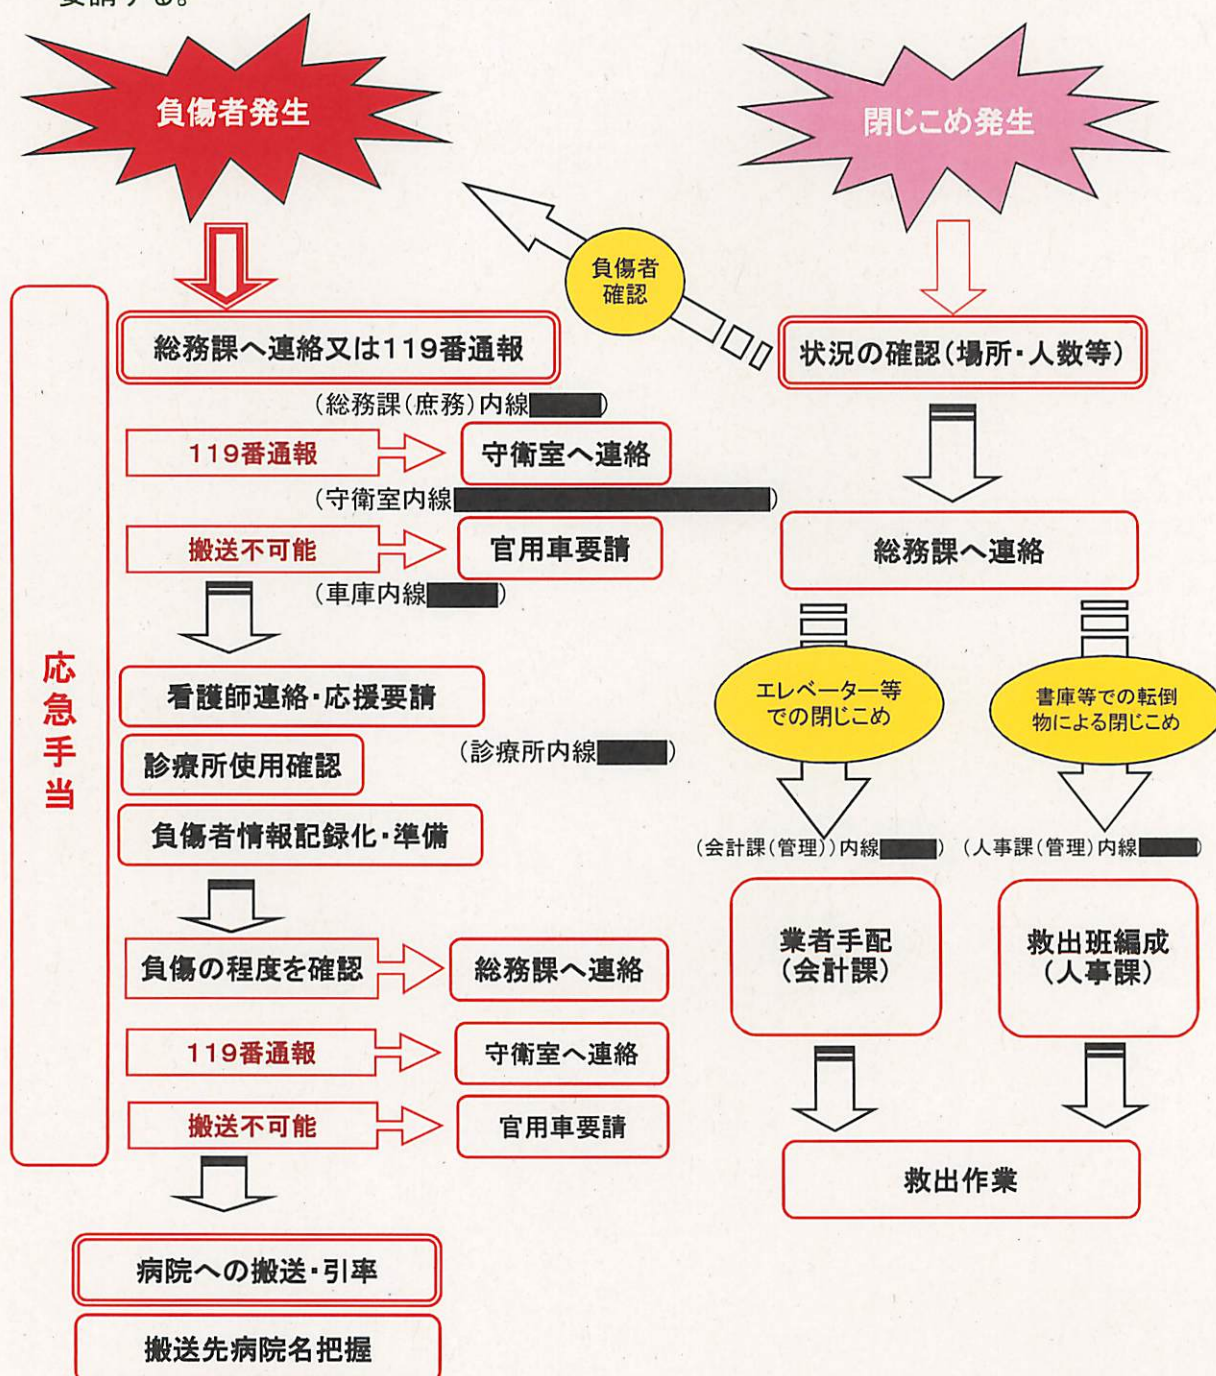 要請する。
負傷者発生
閉じこめ発生
負傷者
確認
総務課へ連絡又は119番通報
状況の確認(場所・人数等)
(総務課(庶務)内線 )
119番通報
守衛室へ連絡
(守衛室内線 )
搬送不可能
官用車要請
総務課へ連絡
(車庫内線 )
応急手当
看護師連絡・応援要請
エレベーター等
での閉じこめ
書庫等での転倒
物による閉じこめ
診療所使用確認
(診療所内線 )
負傷者情報記録化・準備
(会計課(管理))内線 )
(人事課(管理)内線 )
業者手配
(会計課)
救出班編成
(人事課)
負傷の程度を確認
総務課へ連絡
119番通報
守衛室へ連絡
搬送不可能
官用車要請
救出作業
病院への搬送・引率
搬送先病院名把握